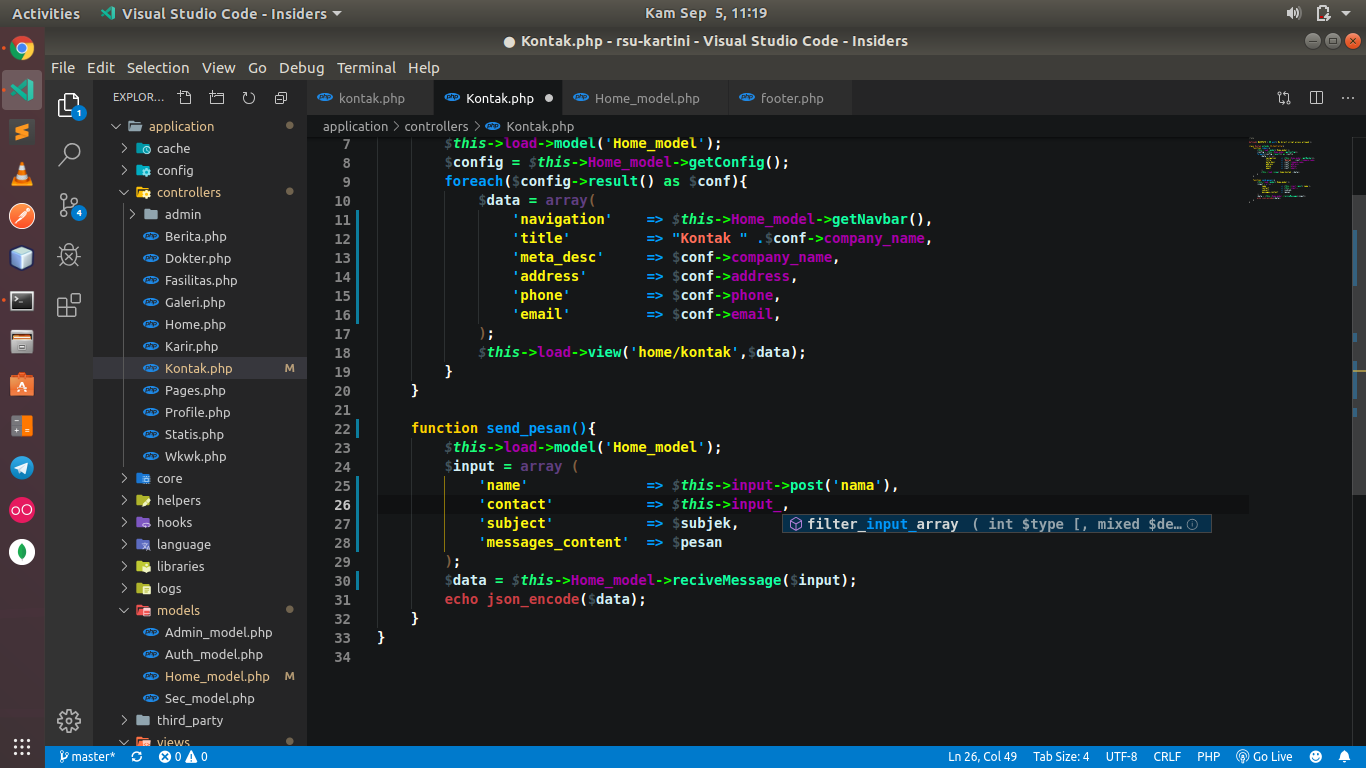 Activities Visual Studio Code - Insiders Kam Sep 5, 11:19
Kontak.php - rsu-kartini - Visual Studio Code - Insiders
File Edit Selection View Go Debug Terminal Help
EXPLOR...
kontak.php Kontak.php Home_model.php footer.php
application > controllers > Kontak.php
1
4
application
cache
config
controllers
admin
Berita.php
Dokter.php
Fasilitas.php
Galeri.php
Home.php
Karir.php
Kontak.php M
Pages.php
Profile.php
Statis.php
Wkwk.php
core
helpers
hooks
language
libraries
logs
models
Admin_model.php
Auth_model.php
Home_model.php M
Sec_model.php
third_party
views
7 $this->load->model('Home_model');
8 $config = $this->Home_model->getConfig();
9 foreach($config->result() as $conf){
10 $data = array(
11 'navigation' => $this->Home_model->getNavbar(),
12 'title' => "Kontak " .$conf->company_name,
13 'meta_desc' => $conf->company_name,
14 'address' => $conf->address,
15 'phone' => $conf->phone,
16 'email' => $conf->email,
17 );
18 $this->load->view('home/kontak',$data);
19 }
20 }
21
22 function send_pesan(){
23 $this->load->model('Home_model');
24 $input = array (
25 'name' => $this->input->post('nama'),
26 'contact' => $this->input_,
27 'subject' => $subjek,
filter_input_array ( int $type [, mixed $de...
28 'messages_content' => $pesan
29 );
30 $data = $this->Home_model->reciveMessage($input);
31 echo json_encode($data);
32 }
33 }
34
master* 0 0 Ln 26, Col 49 Tab Size: 4 UTF-8 CRLF PHP Go Live